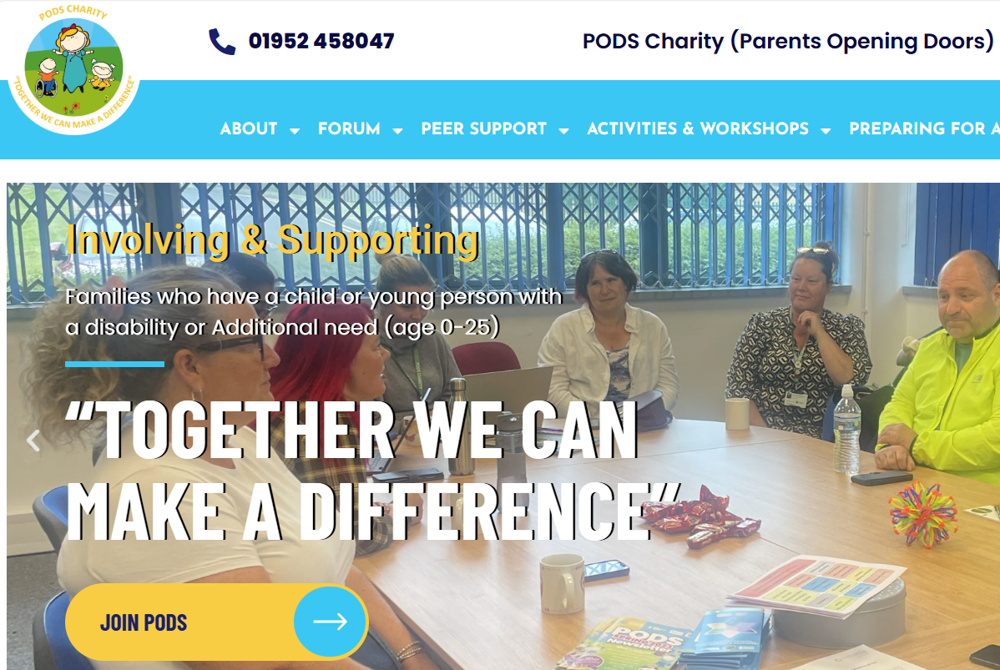 PODS CHARITY
"TOGETHER WE CAN MAKE A DIFFERENCE"
01952 458047
PODS Charity (Parents Opening Doors)
ABOUT
FORUM
PEER SUPPORT
ACTIVITIES & WORKSHOPS
PREPARING FOR A
Involving & Supporting
Families who have a child or young person with
a disability or Additional need (age 0-25)
“TOGETHER WE CAN
MAKE A DIFFERENCE”
JOIN PODS
PODS
Newsletter